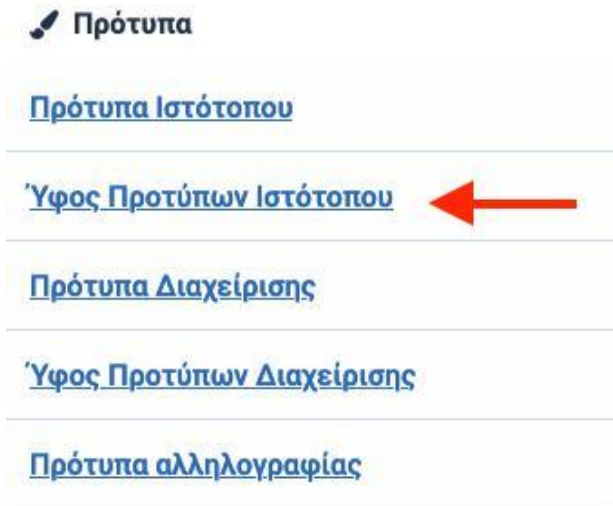 Πρότυπα
Πρότυπα Ιστότοπου
Ύφος Προτύπων Ιστότοπου
Πρότυπα Διαχείρισης
Ύφος Προτύπων Διαχείρισης
Πρότυπα αλληλογραφίας